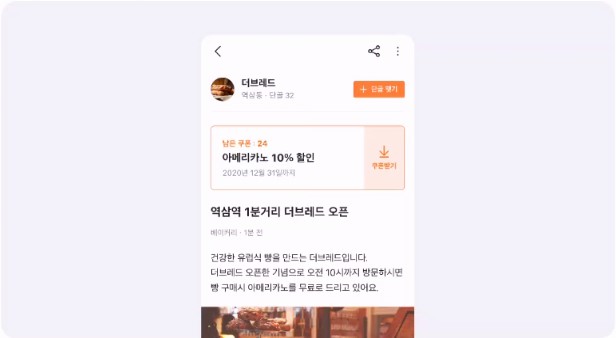 더브레드
역삼동 · 단골 32
+ 단골 맺기
남은 쿠폰 : 24
아메리카노 10% 할인
2020년 12월 31일까지
쿠폰받기
역삼역 1분거리 더브레드 오픈
베이커리 · 1분 전
건강한 유럽식 빵을 만드는 더브레드입니다.
더브레드 오픈한 기념으로 오전 10시까지 방문하시면
빵 구매시 아메리카노를 무료로 드리고 있어요.